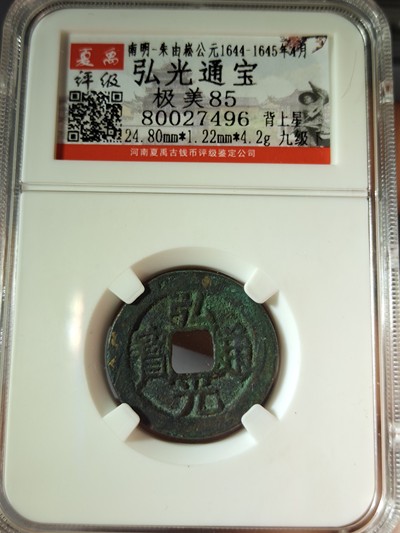 夏禹
评级
南明-朱由崧公元1644-1645年4月
弘光通宝
极美85
80027496 背上星
24.80mm*1.22mm*4.2g 九级
河南夏禹古钱币评级鉴定公司
弘光通寶